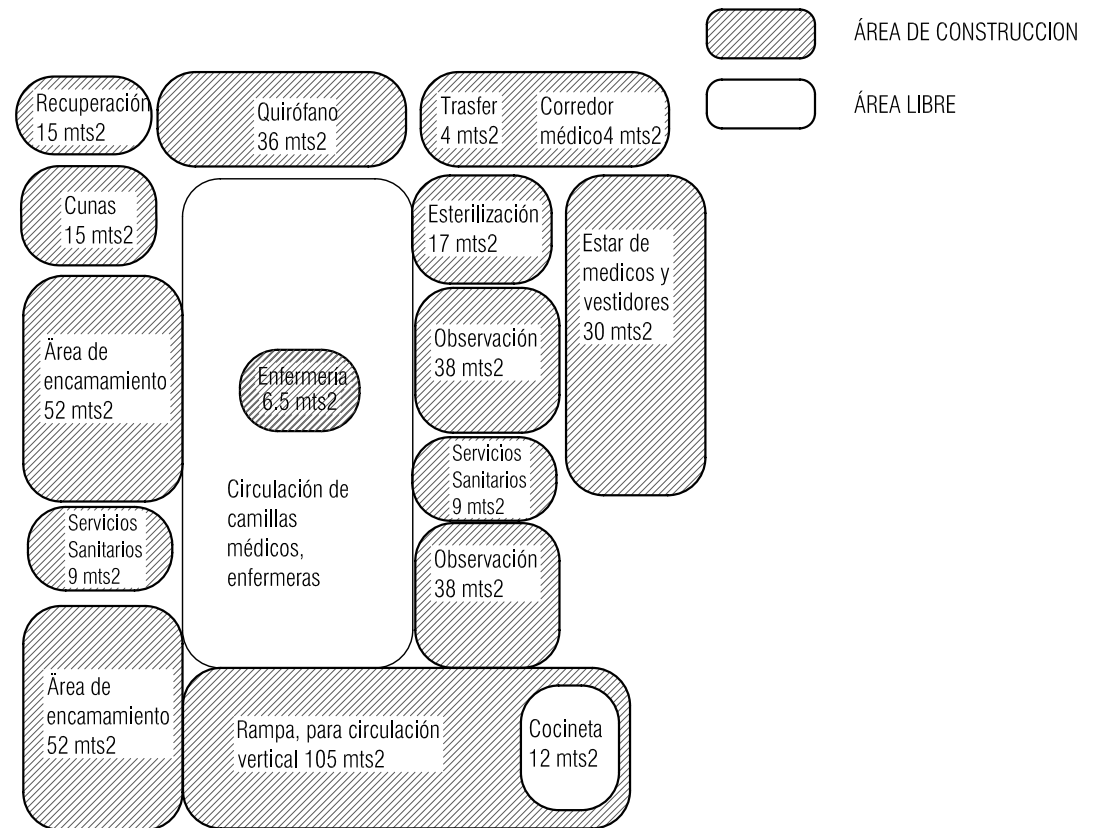 ÁREA DE CONSTRUCCION
ÁREA LIBRE
Recuperación
15 mts2
Quirófano
36 mts2
Trasfer
4 mts2
Corredor
médico4 mts2
Cunas
15 mts2
Esterilización
17 mts2
Estar de
medicos y
vestidores
30 mts2
Ärea de
encamamiento
52 mts2
Enfermeria
6.5 mts2
Observación
38 mts2
Servicios
Sanitarios
9 mts2
Circulación de
camillas
médicos,
enfermeras
Servicios
Sanitarios
9 mts2
Observación
38 mts2
Ärea de
encamamiento
52 mts2
Rampa, para circulación
vertical 105 mts2
Cocineta
12 mts2